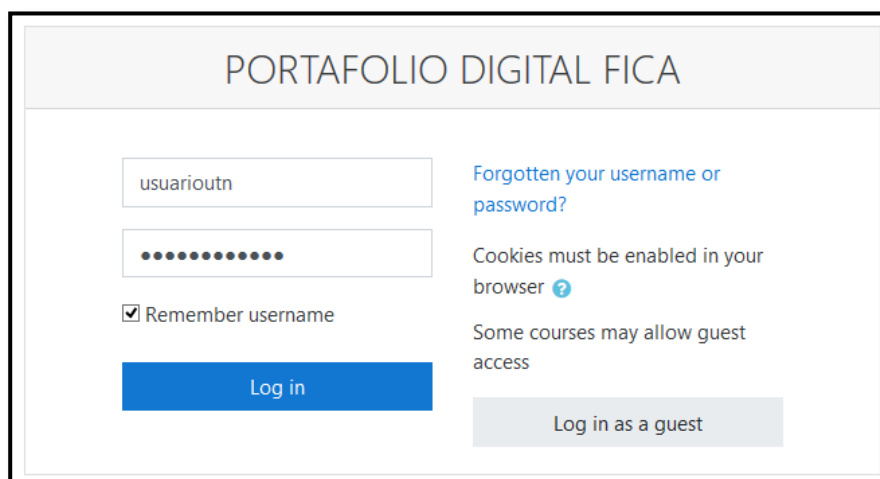 PORTAFOLIO DIGITAL FICA
usuarioutn
••••••••••••
Remember username
Log in
Forgotten your username or
password?
Cookies must be enabled in your
browser ?
Some courses may allow guest
access
Log in as a guest